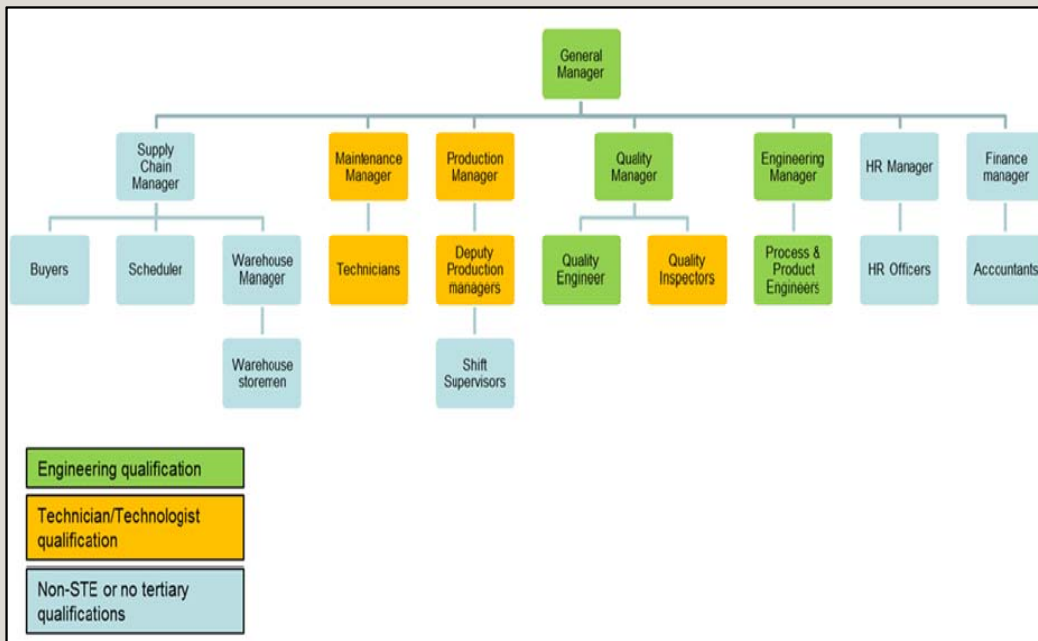 General
Manager
Supply
Chain
Manager
Maintenance
Manager
Production
Manager
Quality
Manager
Engineering
Manager
HR Manager
Finance
manager
Buyers
Scheduler
Warehouse
Manager
Technicians
Deputy
Production
managers
Quality
Engineer
Quality
Inspectors
Process &
Product
Engineers
HR Officers
Acccuntants
Warehouse
storemen
Shift
Supervisors
Engineering qualification
Technician/Technologist
qualification
Non-STE or no tertiary
qualifications